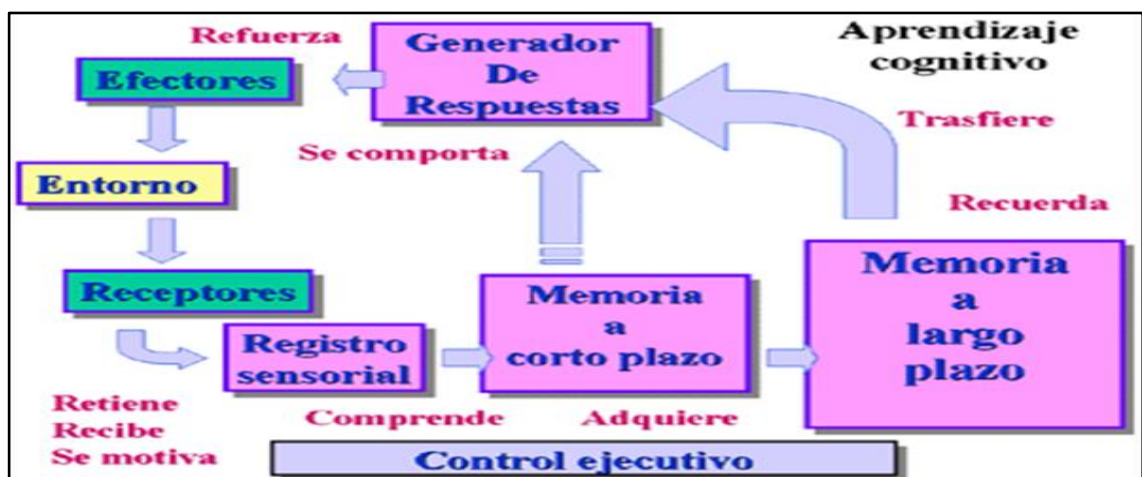 Refuerza
Generador
De
Respuestas
Aprendizaje
cognitivo
Efectores
Trasfiere
Se comporta
Entorno
Recuerda
Receptores
Registro
sensorial
Memoria
a
corto plazo
Memoria
a
largo
plazo
Retiene
Recibe
Se motiva
Comprende
Adquiere
Control ejecutivo